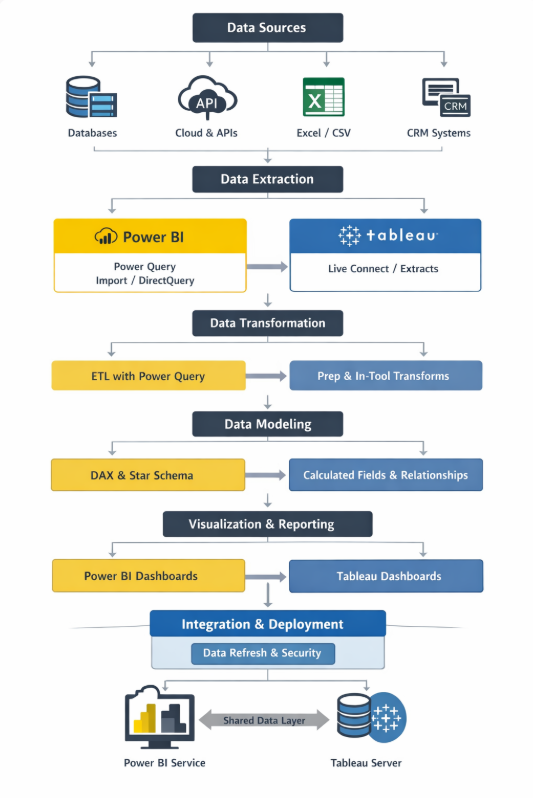 Data Sources
API
CRM
Databases
Cloud & APIs
Excel / CSV
CRM Systems
Data Extraction
Power BI
tableau
Power Query
Import / DirectQuery
Live Connect / Extracts
Data Transformation
ETL with Power Query
Prep & In-Tool Transforms
Data Modeling
DAX & Star Schema
Calculated Fields & Relationships
Visualization & Reporting
Power BI Dashboards
Tableau Dashboards
Integration & Deployment
Data Refresh & Security
Shared Data Layer
Power BI Service
Tableau Server